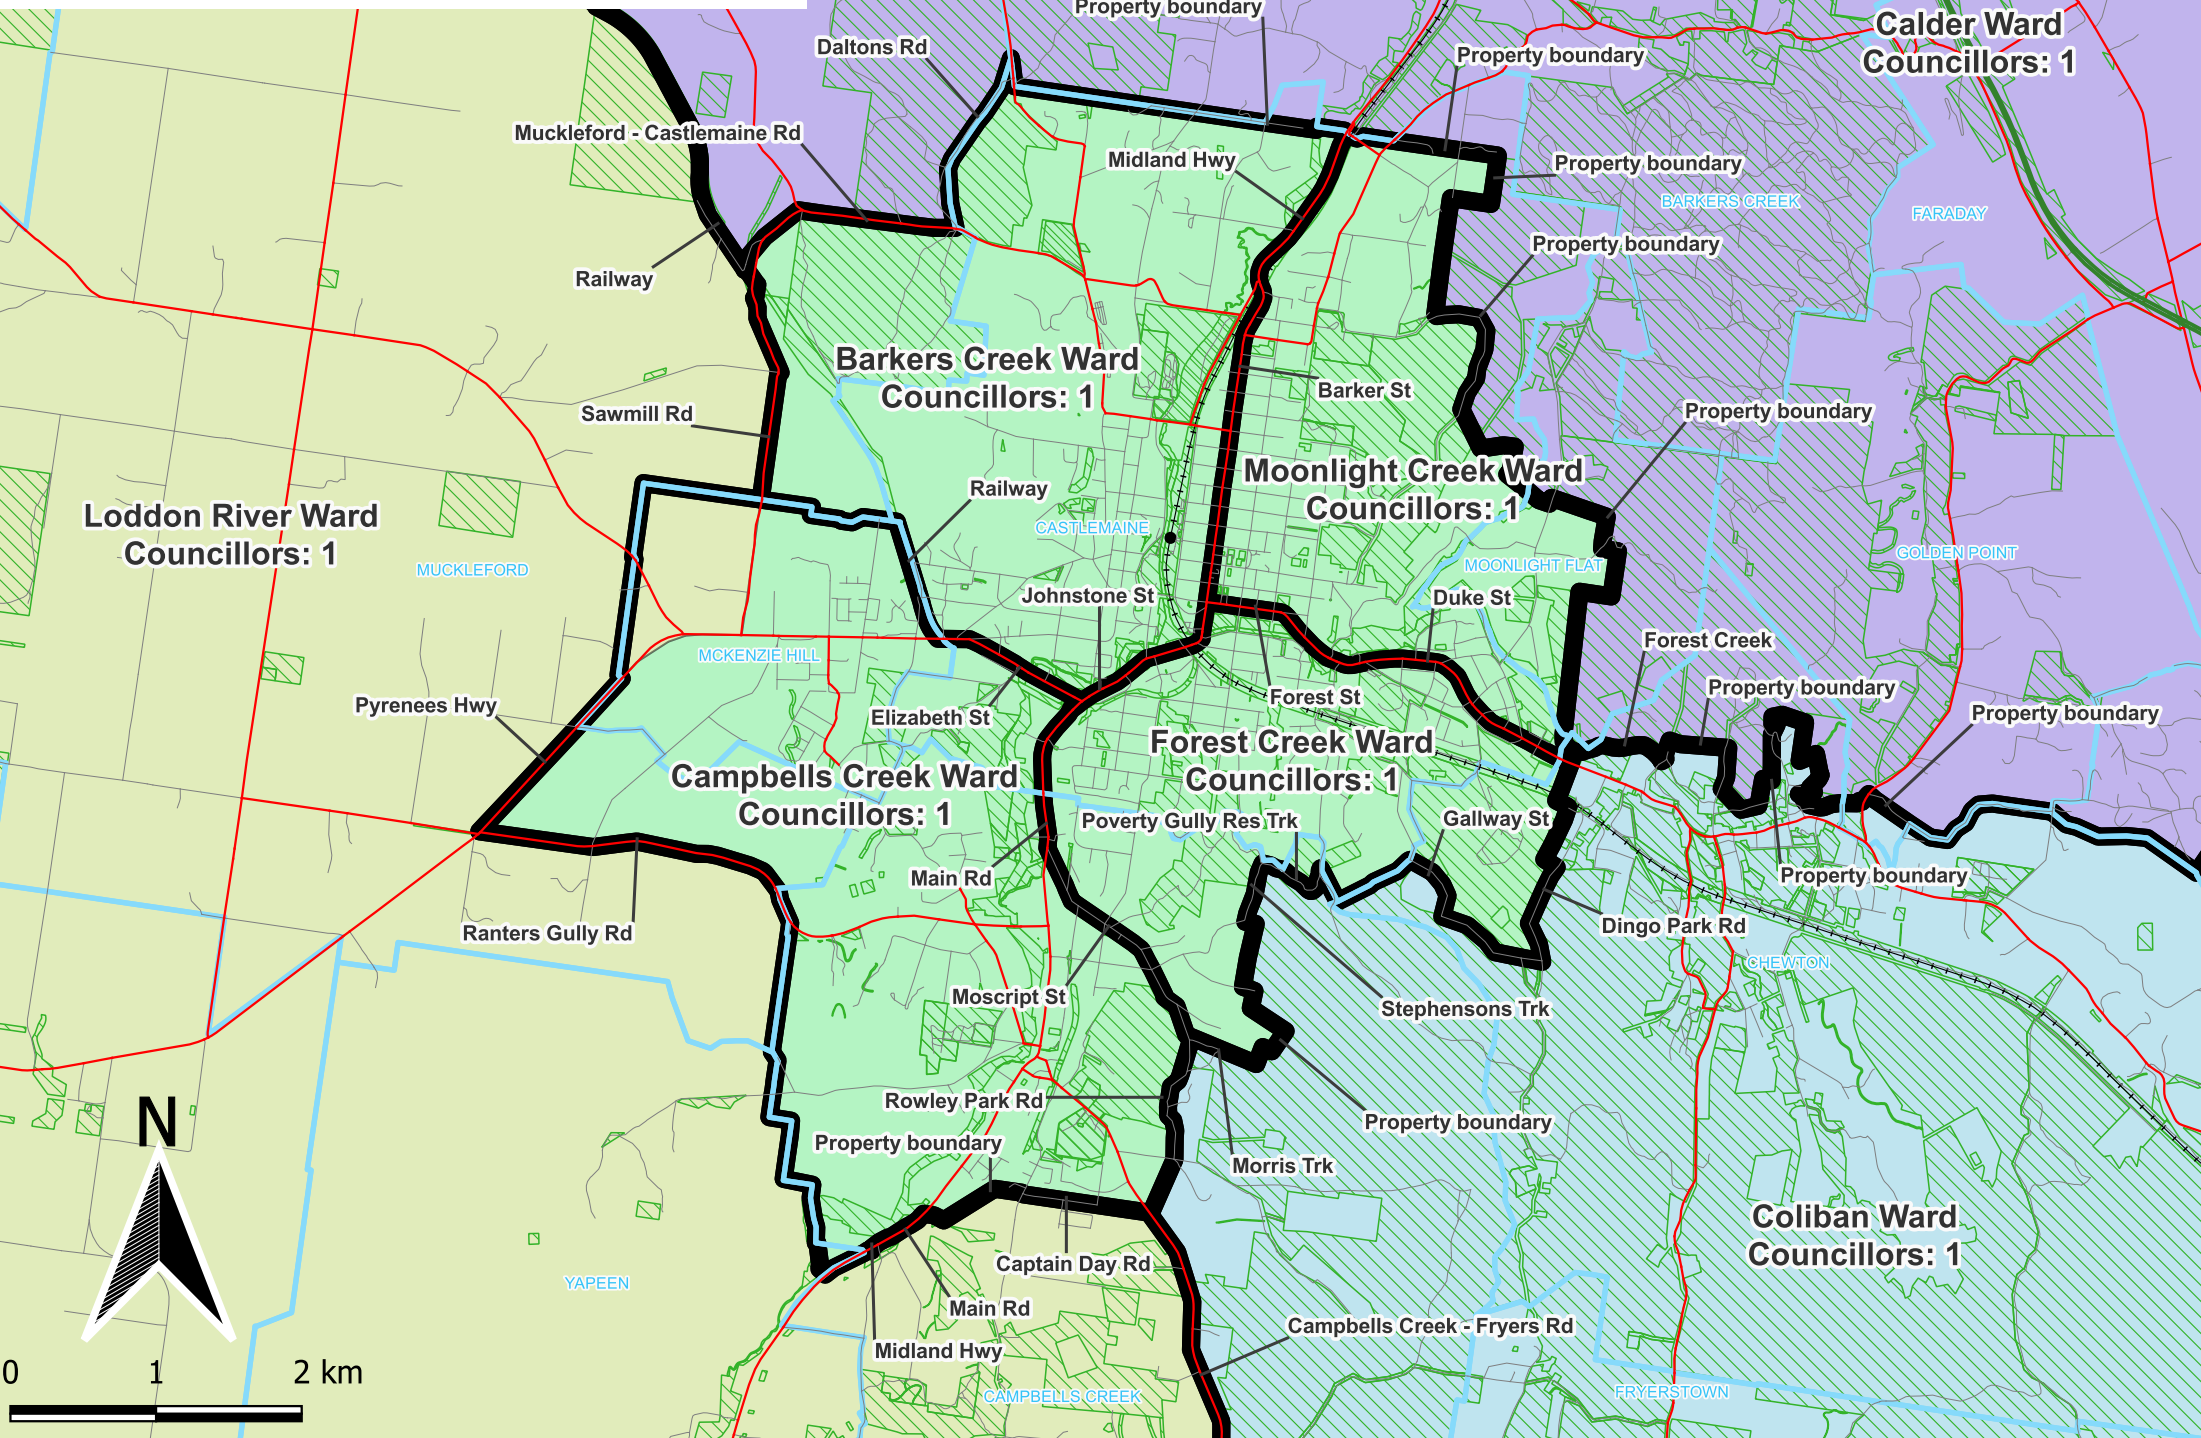 Property boundary
Calder Ward
Councillors: 1
Daltons Rd
Property boundary
Muckleford - Castlemaine Rd
Midland Hwy
Property boundary
BARKERS CREEK
FARADAY
Property boundary
Railway
Barkers Creek Ward
Councillors: 1
Barker St
Sawmill Rd
Property boundary
Moonlight Creek Ward
Councillors: 1
Railway
Loddon River Ward
Councillors: 1
CASTLEMAINE
MUCKLEFORD
MOONLIGHT FLAT
GOLDEN POINT
Johnstone St
Duke St
Forest Creek
MCKENZIE HILL
Property boundary
Forest St
Pyrenees Hwy
Elizabeth St
Property boundary
Forest Creek Ward
Councillors: 1
Campbells Creek Ward
Councillors: 1
Poverty Gully Res Trk
Gallway St
Main Rd
Property boundary
Ranters Gully Rd
Dingo Park Rd
CHEWTON
Moscript St
Stephensons Trk
Rowley Park Rd
Property boundary
N
Property boundary
Morris Trk
Coliban Ward
Councillors: 1
Captain Day Rd
YAPEEN
Main Rd
Campbells Creek - Fryers Rd
Midland Hwy
0 1 2 km
CAMPBELLS CREEK
FRYERSTOWN